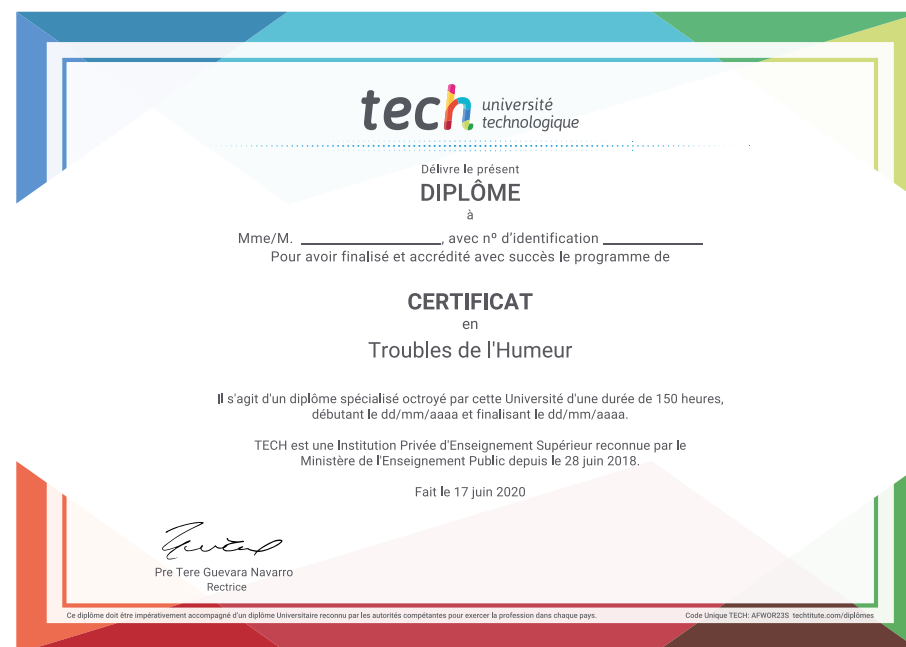 tech université
technologique
Délivre le présent
DIPLÔME
à
Mme/M. ____________________, avec nº d'identification ______________
Pour avoir finalisé et accrédité avec succès le programme de
CERTIFICAT
en
Troubles de l'Humeur
Il s'agit d'un diplôme spécialisé octroyé par cette Université d'une durée de 150 heures,
débutant le dd/mm/aaaa et finalisant le dd/mm/aaaa.
TECH est une Institution Privée d'Enseignement Supérieur reconnue par le
Ministère de l'Enseignement Public depuis le 28 juin 2018.
Fait le 17 juin 2020
Pre Tere Guevara Navarro
Rectrice
Ce diplôme doit être impérativement accompagné d'un diplôme Universitaire reconnu par les autorités compétantes pour exercer la profession dans chaque pays.
Code Unique TECH: AFWOR23S techtitute.com/diplômes